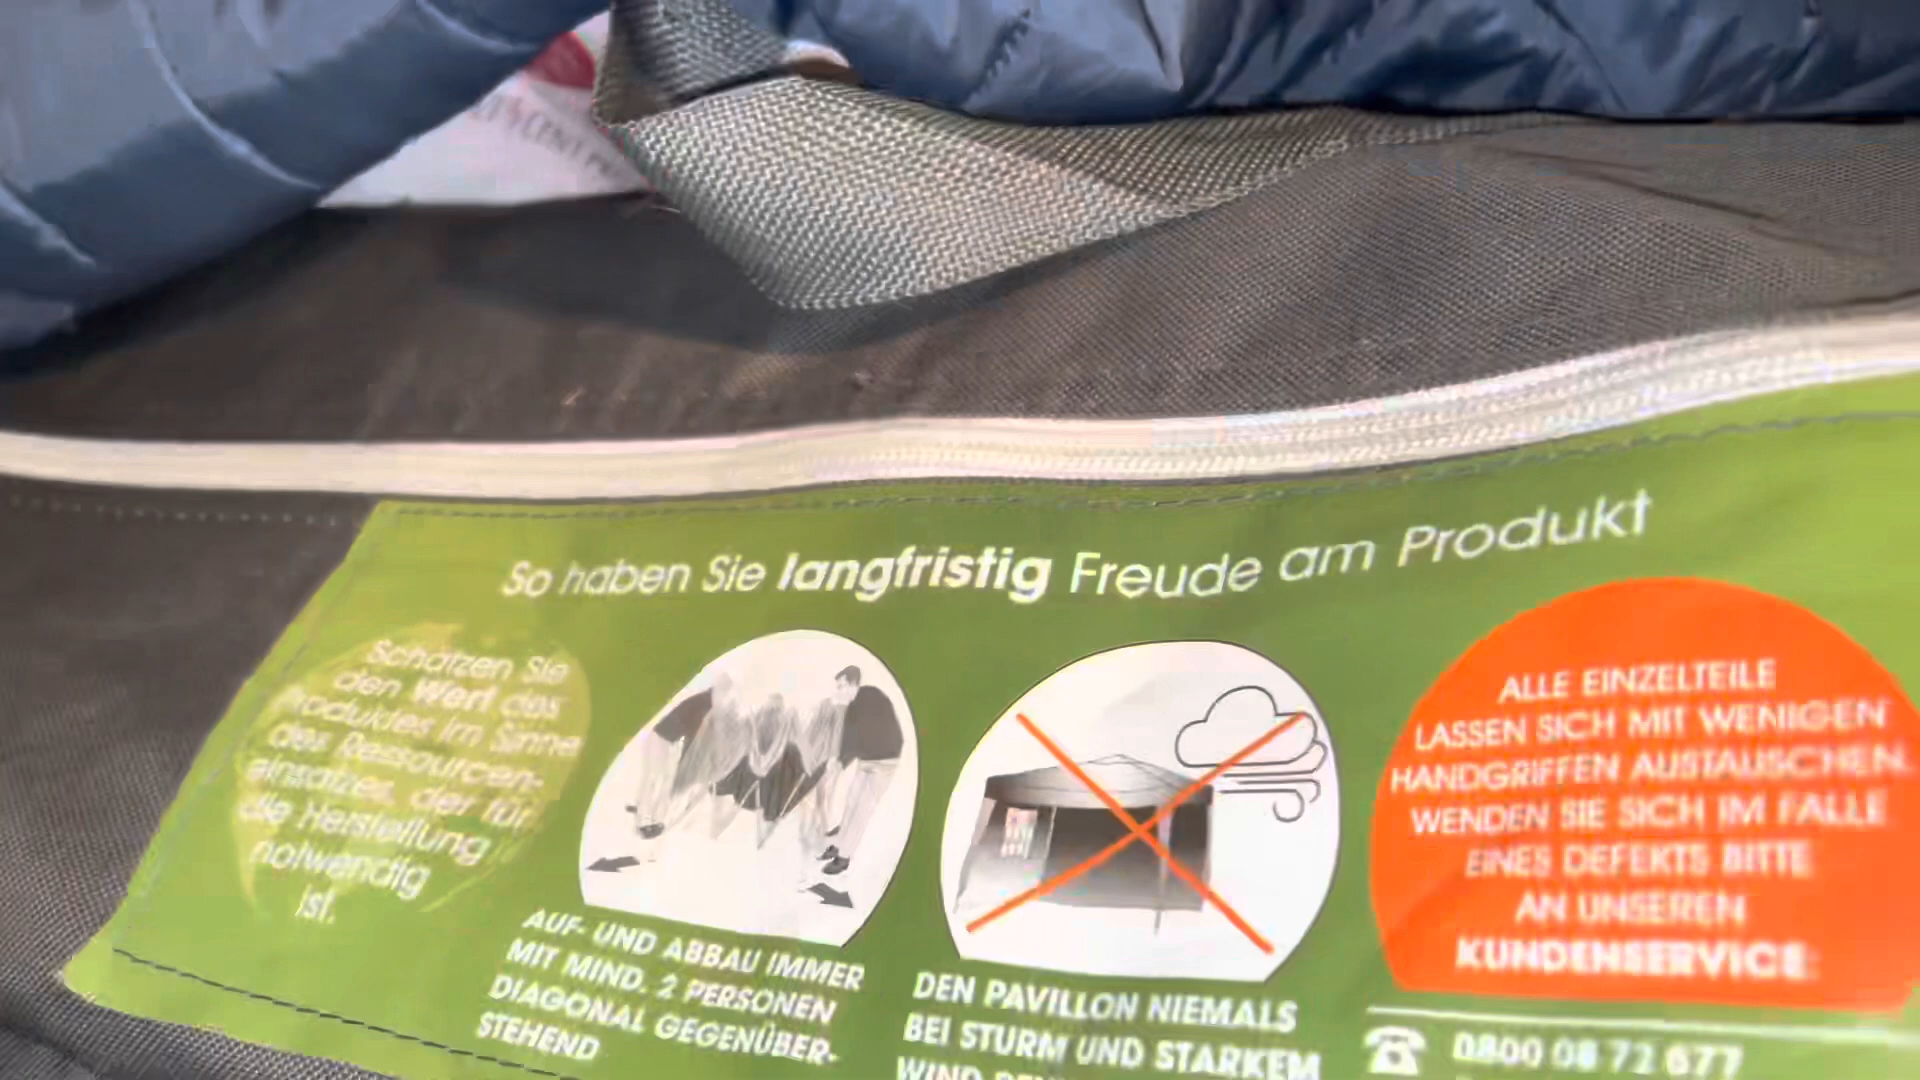 So haben Sie langfristig Freude am Produkt
Schätzen Sie
den Wert des
Produktes im Sinne
des Ressourcen-
einsatzes, der für
die Herstellung
notwendig
ist.
AUF- UND ABBAU IMMER
MIT MIND. 2 PERSONEN
DIAGONAL GEGENÜBER-
STEHEND
DEN PAVILLON NIEMALS
BEI STURM UND STARKEM
WIND
ALLE EINZELTEILE
LASSEN SICH MIT WENIGEN
HANDGRIFFEN AUSTAUSCHEN.
WENDEN SIE SICH IM FALLE
EINES DEFEKTS BITTE
AN UNSEREN
KUNDENSERVICE:
0800 08 72 677